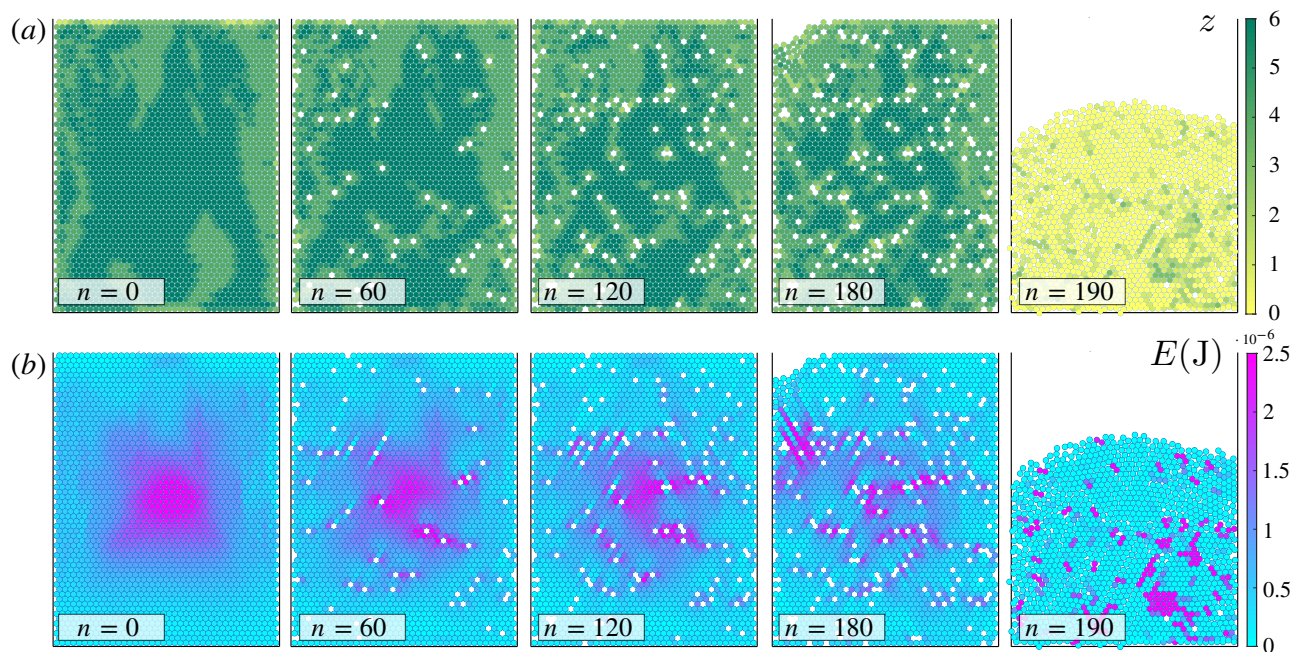 (a)
z
6
5
4
3
2
1
0
n = 0
n = 60
n = 120
n = 180
n = 190
(b)
E(J)
· 10⁻⁶
2.5
2
1.5
1
0.5
0
n = 0
n = 60
n = 120
n = 180
n = 190